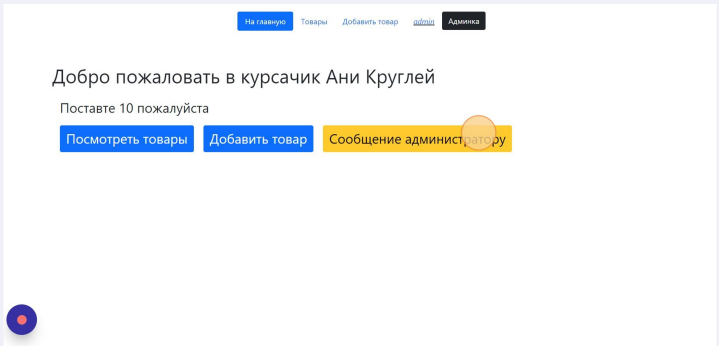 На главную Товары Добавить товар admin Админка
Добро пожаловать в курсачик Ани Круглей
Поставте 10 пожалуйста
Посмотреть товары Добавить товар Сообщение администратору